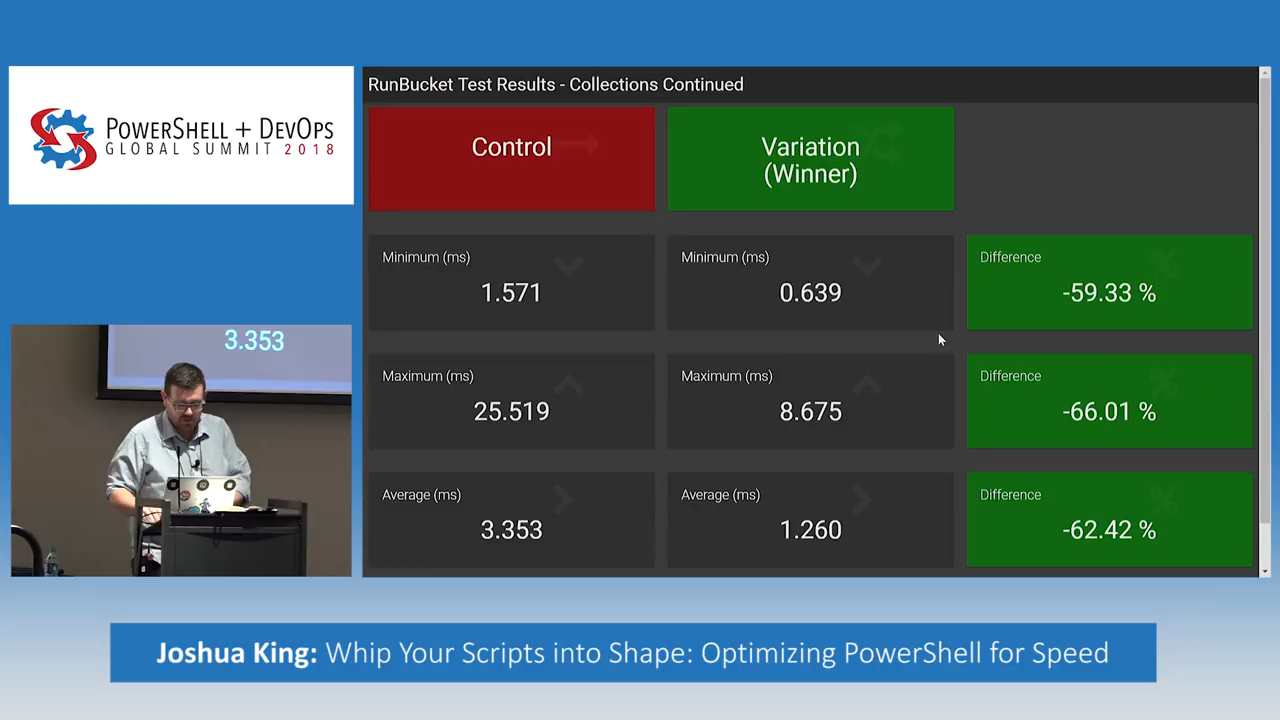 POWERSHELL + DEVOPS
GLOBAL SUMMIT 2018
RunBucket Test Results - Collections Continued
Control
Variation
(Winner)
Minimum (ms)
1.571
Minimum (ms)
0.639
Difference
-59.33 %
Maximum (ms)
25.519
Maximum (ms)
8.675
Difference
-66.01 %
Average (ms)
3.353
Average (ms)
1.260
Difference
-62.42 %
3.353
Joshua King: Whip Your Scripts into Shape: Optimizing PowerShell for Speed